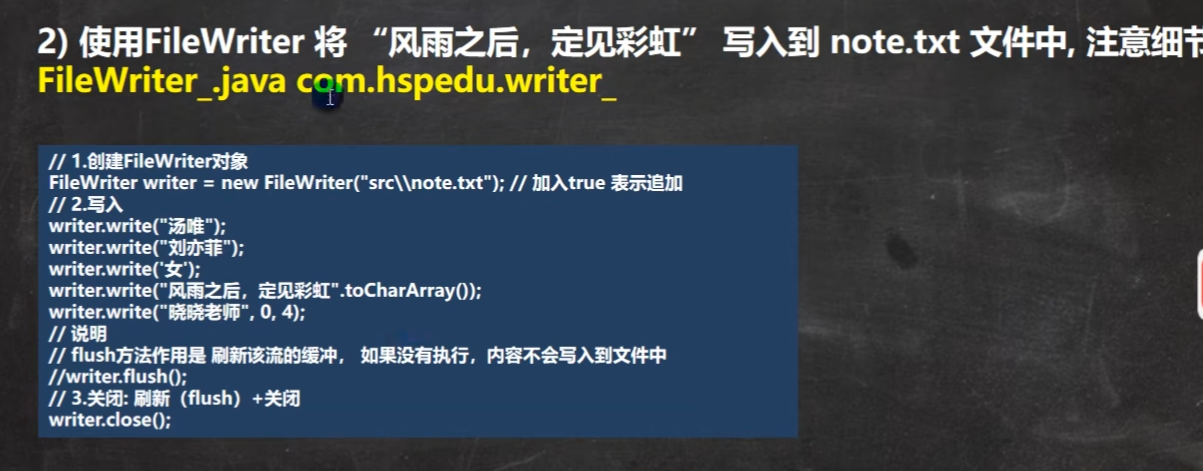 2) 使用FileWriter 将 “风雨之后，定见彩虹” 写入到 note.txt 文件中, 注意细节
FileWriter_.java com.hspedu.writer_
// 1.创建FileWriter对象
FileWriter writer = new FileWriter("src\\note.txt"); // 加入true 表示追加
// 2.写入
writer.write("汤唯");
writer.write("刘亦菲");
writer.write('女');
writer.write("风雨之后，定见彩虹".toCharArray());
writer.write("晓晓老师", 0, 4);
// 说明
// flush方法作用是 刷新该流的缓冲， 如果没有执行，内容不会写入到文件中
//writer.flush();
// 3.关闭: 刷新（flush）+关闭
writer.close();